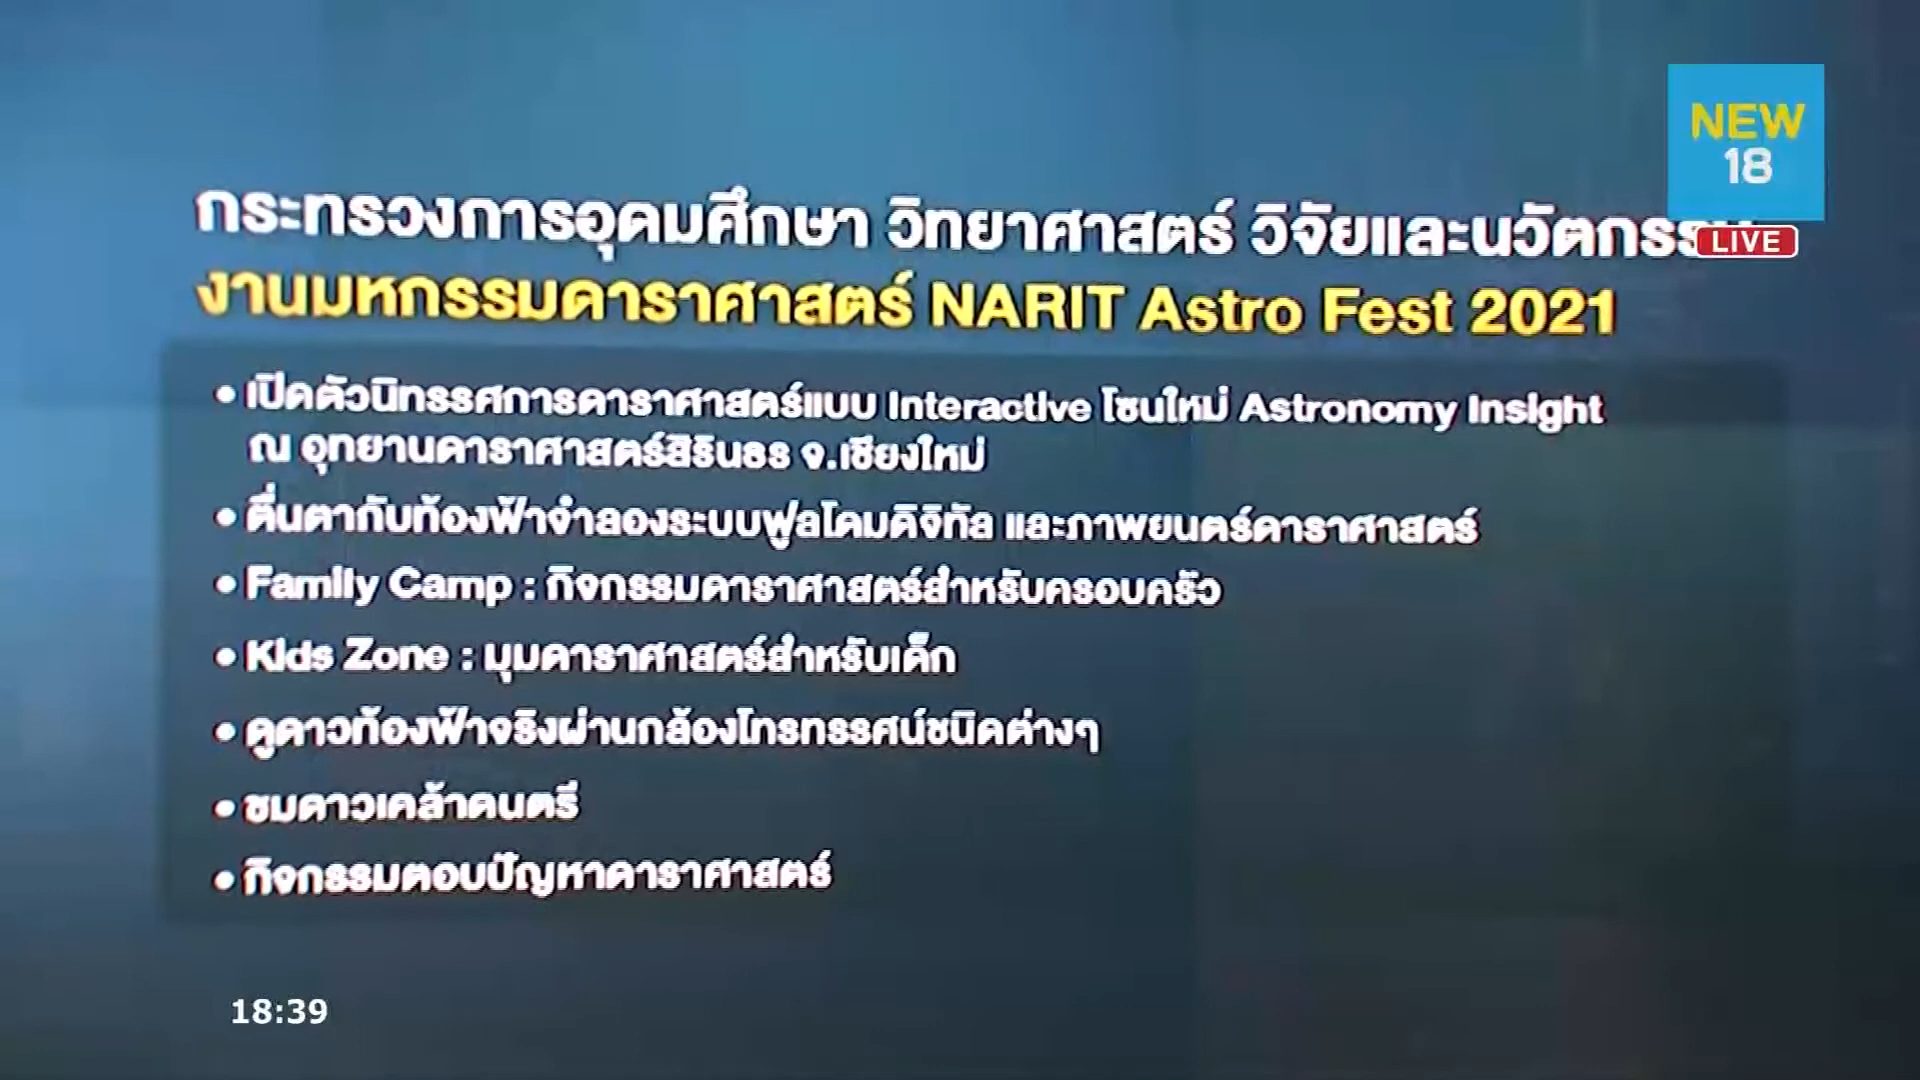 NEW
18
LIVE
กระทรวงการอุดมศึกษา วิทยาศาสตร์ วิจัยและนวัตกรรม
งานมหกรรมดาราศาสตร์ NARIT Astro Fest 2021
• เปิดตัวนิทรรศการดาราศาสตร์แบบ Interactive โซนใหม่ Astronomy Insight
ณ อุทยานดาราศาสตร์สิรินธร จ.เชียงใหม่
• ตื่นตากับท้องฟ้าจำลองระบบฟูลโดมดิจิทัล และภาพยนตร์ดาราศาสตร์
• Family Camp : กิจกรรมดาราศาสตร์สำหรับครอบครัว
• Kids Zone : มุมดาราศาสตร์สำหรับเด็ก
• ดูดาวท้องฟ้าจริงผ่านกล้องโทรทรรศน์ชนิดต่างๆ
• ชมดาวเคล้าดนตรี
• กิจกรรมตอบปัญหาดาราศาสตร์
18:39